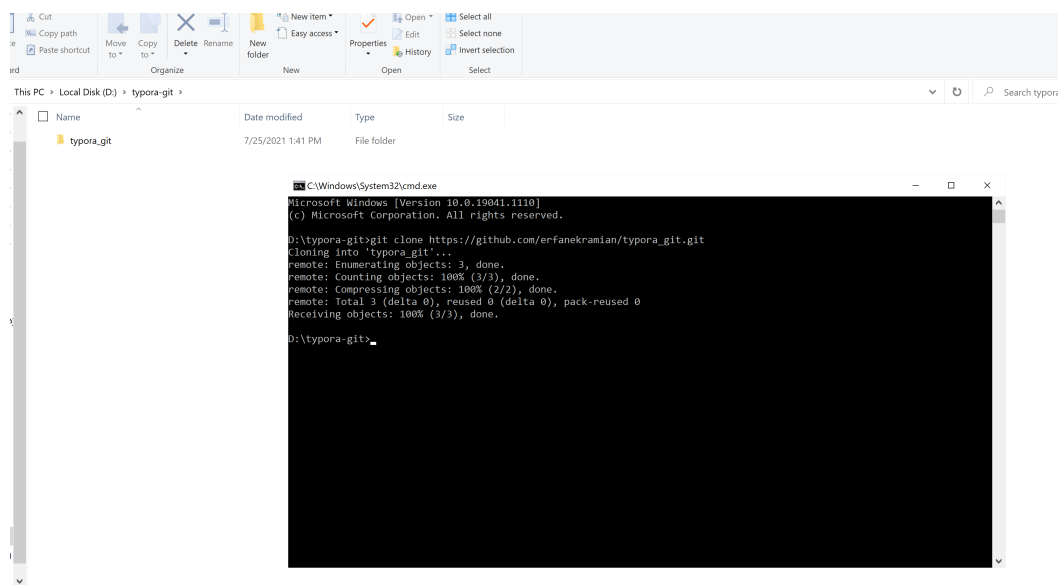 Cut
Copy path
Paste shortcut
Move to
Copy to
Delete
Rename
New folder
New item
Easy access
Properties
Open
Edit
History
Select all
Select none
Invert selection
Organize
New
Open
Select
This PC > Local Disk (D:) > typora-git >
Search typora
Name
Date modified
Type
Size
typora_git
7/25/2021 1:41 PM
File folder
C:\Windows\System32\cmd.exe
Microsoft Windows [Version 10.0.19041.1110]
(c) Microsoft Corporation. All rights reserved.
D:\typora-git>git clone https://github.com/erfanekramian/typora_git.git
Cloning into 'typora_git'...
remote: Enumerating objects: 3, done.
remote: Counting objects: 100% (3/3), done.
remote: Compressing objects: 100% (2/2), done.
remote: Total 3 (delta 0), reused 0 (delta 0), pack-reused 0
Receiving objects: 100% (3/3), done.
D:\typora-git>